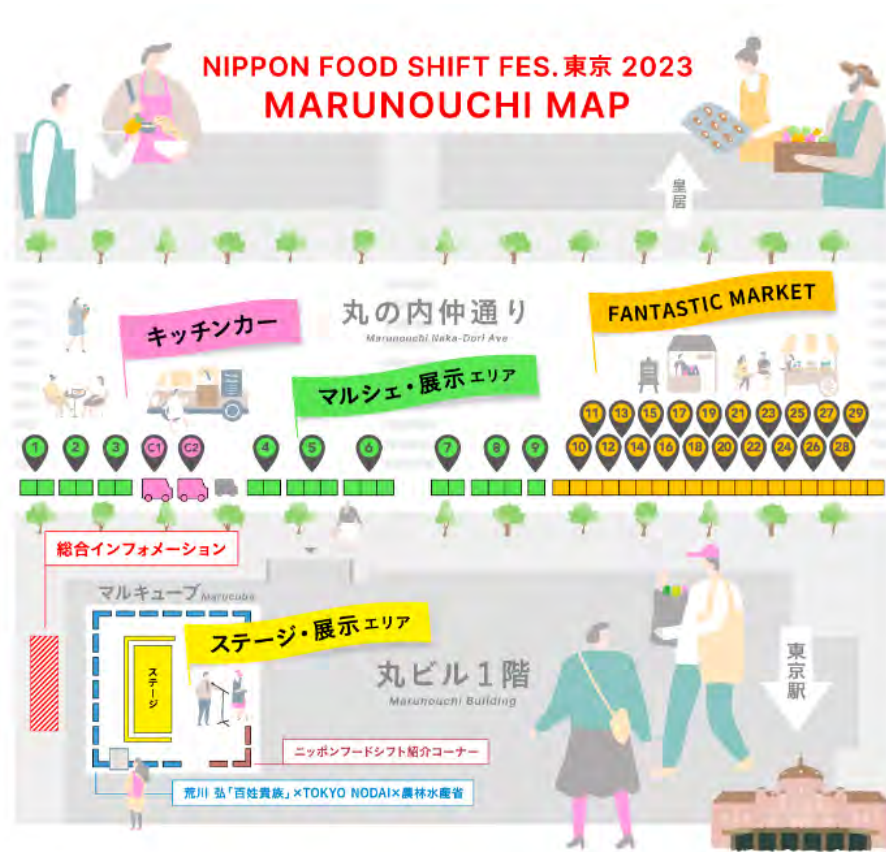 NIPPON FOOD SHIFT FES.東京 2023
MARUNOUCHI MAP
皇居
キッチンカー
丸の内仲通り
Marunouchi Naka-Dori Ave
FANTASTIC MARKET
マルシェ・展示エリア
11 13 15 17 19 21 23 25 27 29
1 2 3 C1 C2 4 5 6 7 8 9 10 12 14 16 18 20 22 24 26 28
総合インフォメーション
マルキューブ Marucube
ステージ・展示エリア
ステージ
丸ビル1階
Marunouchi Building
東京駅
ニッポンフードシフト紹介コーナー
荒川 弘「百姓貴族」×TOKYO NODAI×農林水産省